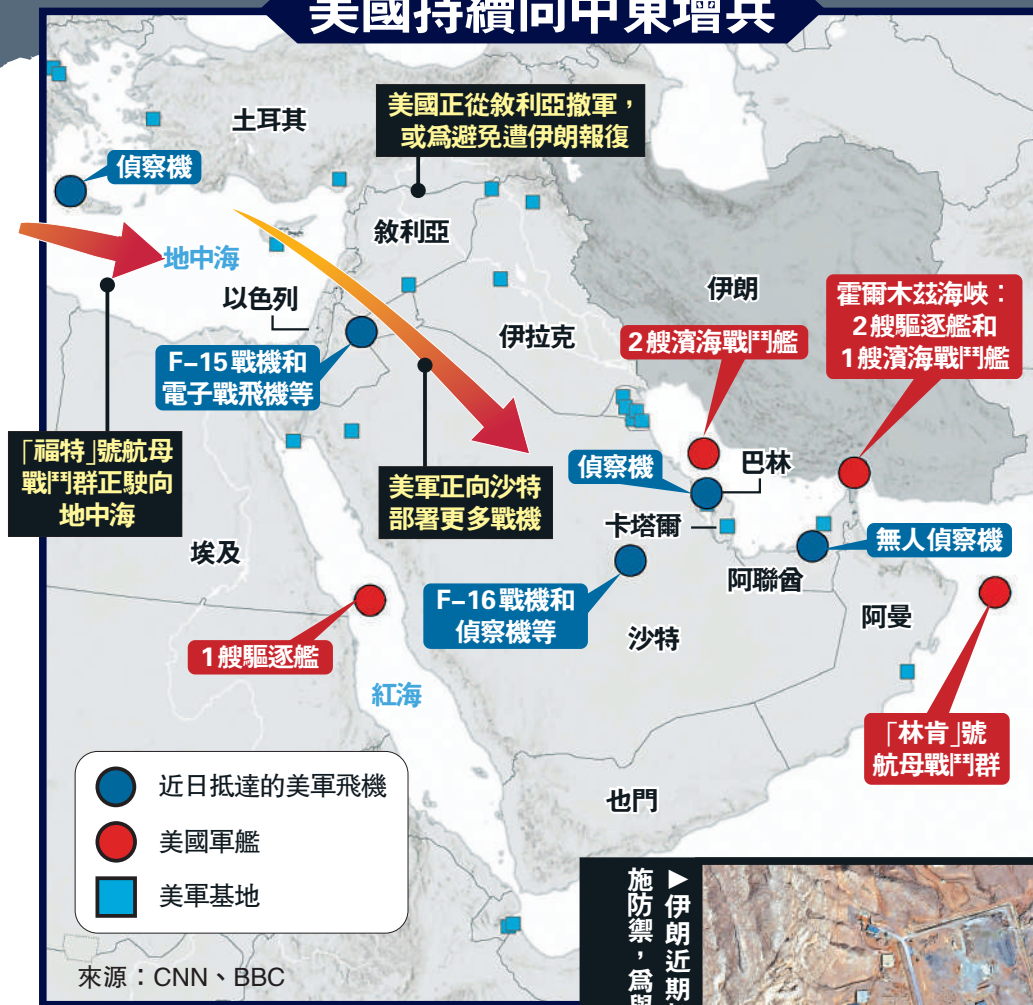 美國持續向中東增兵
土耳其
美國正從敘利亞撤軍，
或爲避免遭伊朗報復
偵察機
敘利亞
地中海
以色列
伊拉克
伊朗
霍爾木茲海峽：
2艘驅逐艦和
1艘濱海戰鬥艦
2艘濱海戰鬥艦
F-15戰機和
電子戰飛機等
「福特」號航母
戰鬥群正駛向
地中海
美軍正向沙特
部署更多戰機
偵察機
巴林
卡塔爾
無人偵察機
埃及
阿聯酋
F-16戰機和
偵察機等
沙特
阿曼
1艘驅逐艦
紅海
「林肯」號
航母戰鬥群
也門
近日抵達的美軍飛機
美國軍艦
美軍基地
來源：CNN、BBC
▶伊朗近期
施防禦，爲與